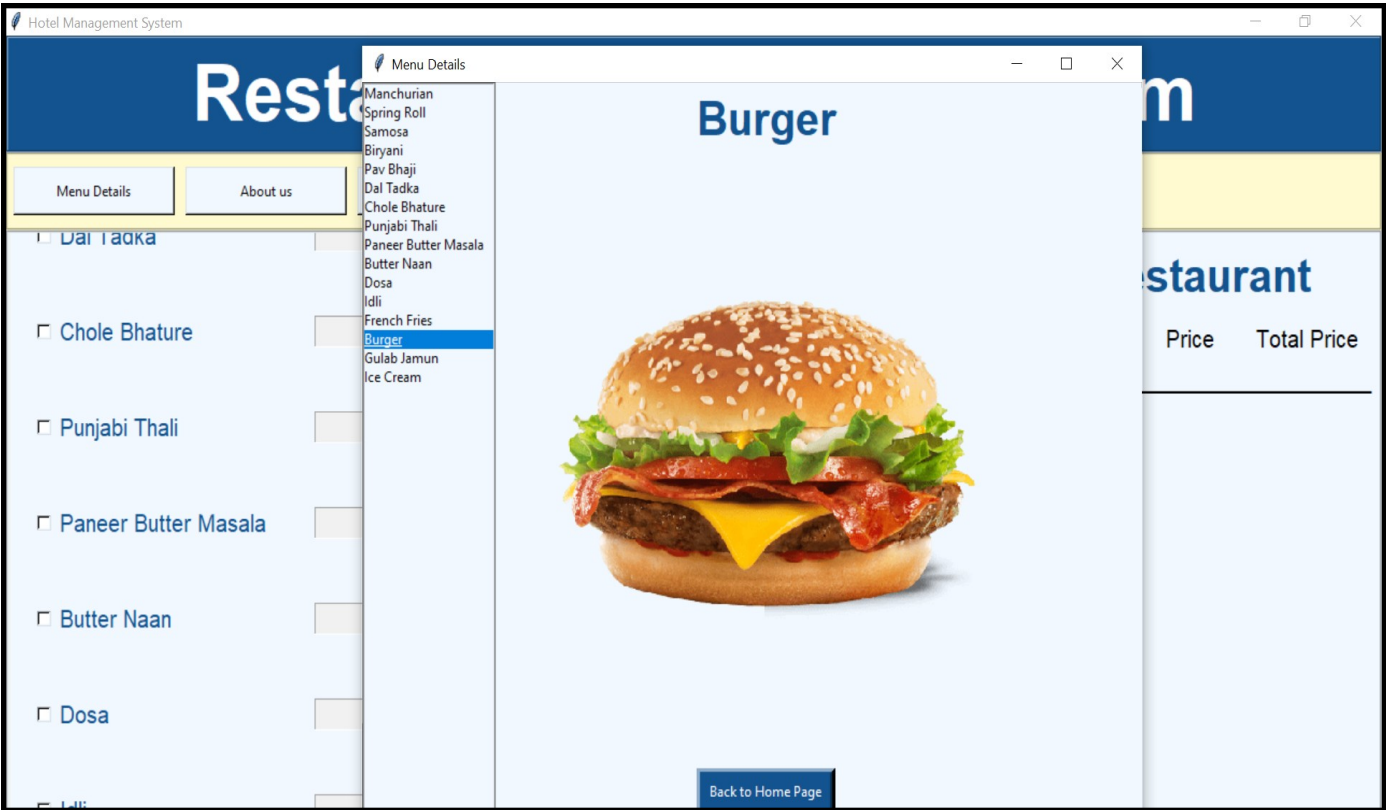 Hotel Management System
Menu Details
Manchurian
Spring Roll
Samosa
Biryani
Pav Bhaji
Dal Tadka
Chole Bhature
Punjabi Thali
Paneer Butter Masala
Butter Naan
Dosa
Idli
French Fries
Burger
Gulab Jamun
Ice Cream
Burger
Back to Home Page
Menu Details
About us
Dal Tadka
Chole Bhature
Punjabi Thali
Paneer Butter Masala
Butter Naan
Dosa
Idli
Price Total Price